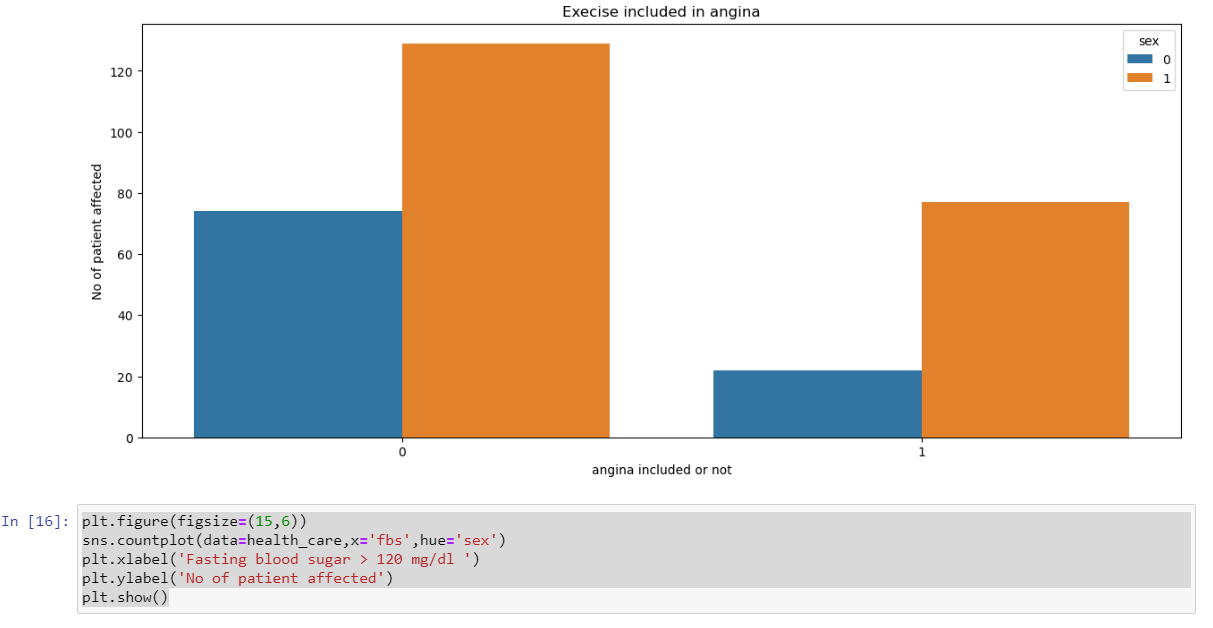 Execise included in angina
sex
0
1
120
100
80
60
40
20
0
No of patient affected
0 1
angina included or not
In [16]: plt.figure(figsize=(15,6))
sns.countplot(data=health_care,x='fbs',hue='sex')
plt.xlabel('Fasting blood sugar > 120 mg/dl ')
plt.ylabel('No of patient affected')
plt.show()